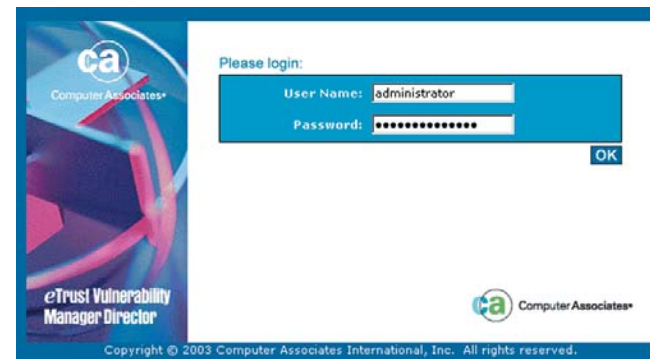 ca
Computer Associates®
Please login:
User Name: administrator
Password: ••••••••••••••
OK
eTrust Vulnerability
Manager Director
ca Computer Associates®
Copyright © 2003 Computer Associates International, Inc. All rights reserved.